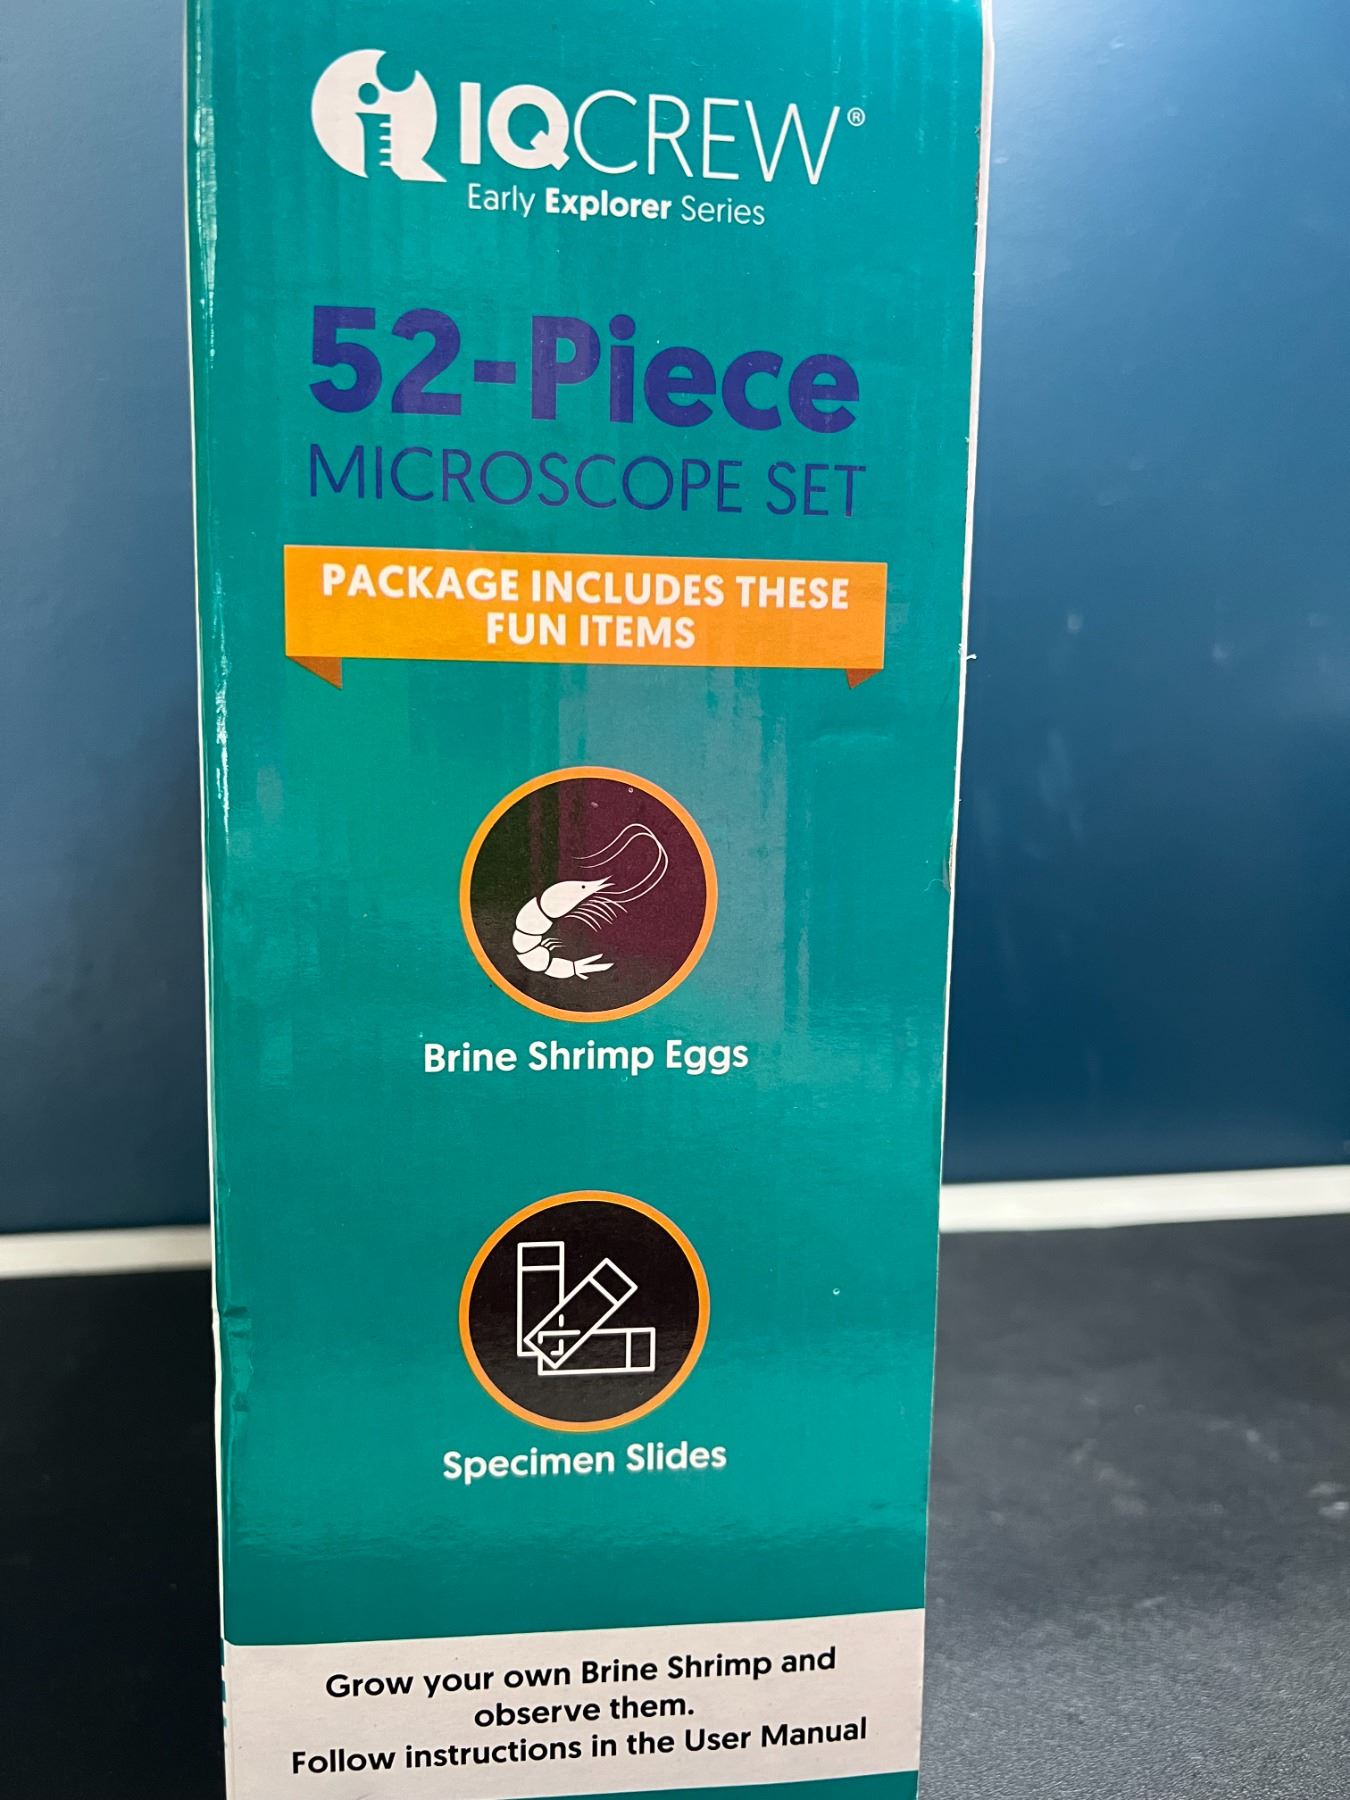 IQCREW®
Early Explorer Series
52-Piece
MICROSCOPE SET
PACKAGE INCLUDES THESE
FUN ITEMS
Brine Shrimp Eggs
Specimen Slides
Grow your own Brine Shrimp and
observe them.
Follow instructions in the User Manual